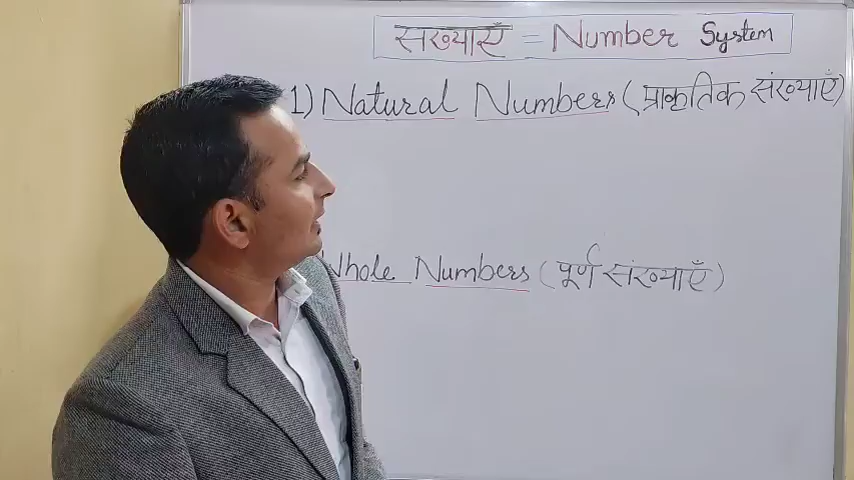 संख्याएँ = Number System
1) Natural Numbers (प्राकृतिक संख्याएँ)
Whole Numbers (पूर्ण संख्याएँ)